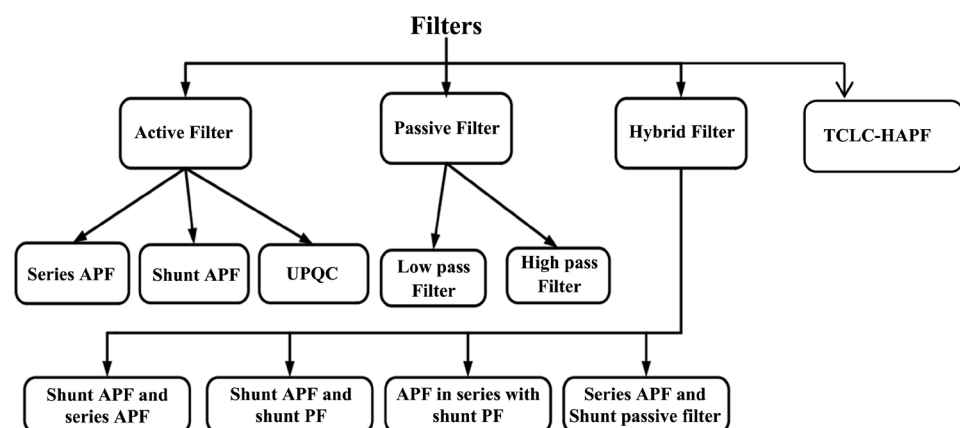 Filters
Active Filter
Passive Filter
Hybrid Filter
TCLC-HAPF
Series APF
Shunt APF
UPQC
Low pass
Filter
High pass
Filter
Shunt APF and
series APF
Shunt APF and
shunt PF
APF in series with
shunt PF
Series APF and
Shunt passive filter